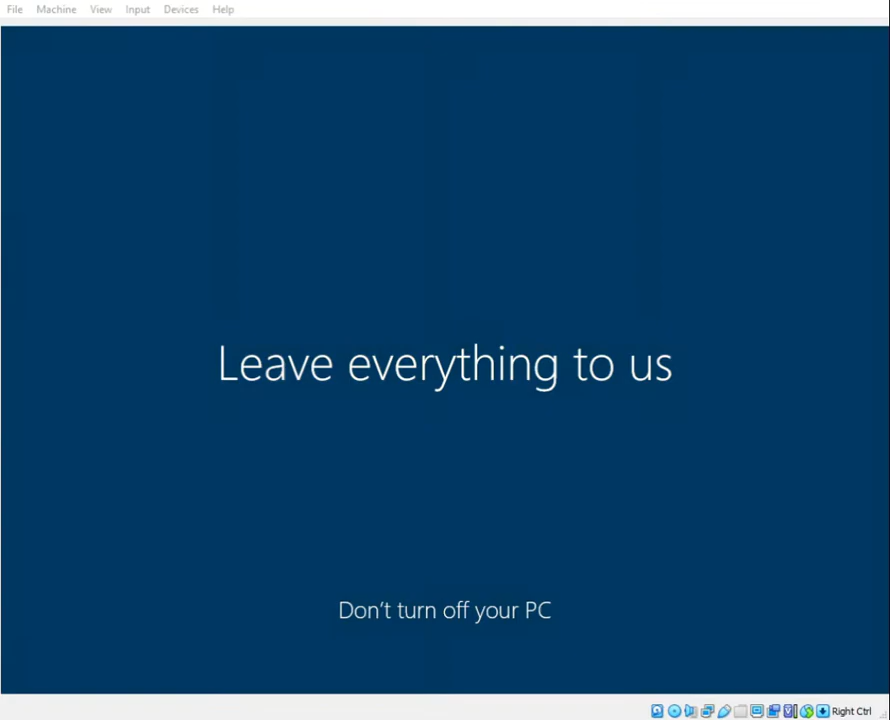 File Machine View Input Devices Help
Leave everything to us
Don't turn off your PC
Right Ctrl